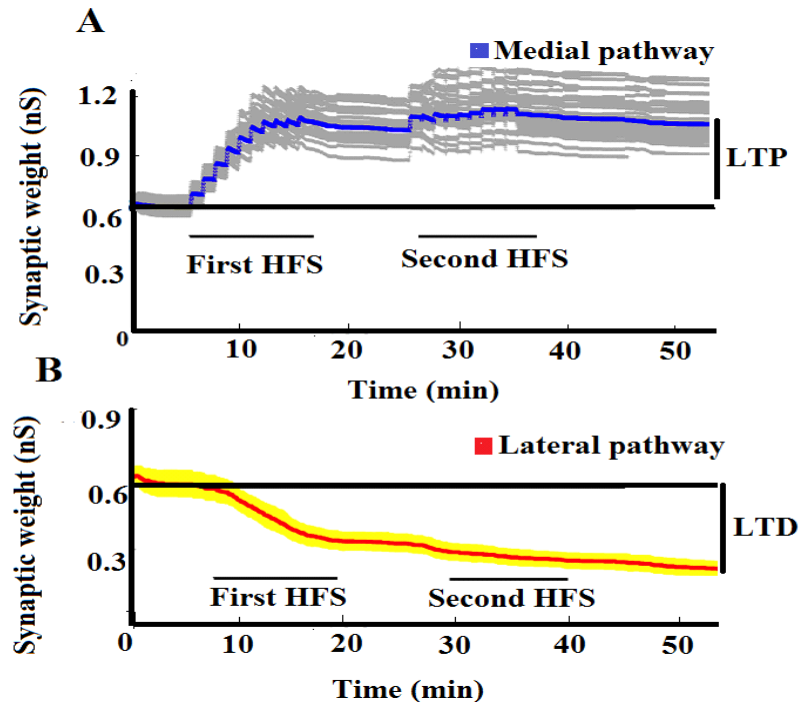 A
Medial pathway
Synaptic weight (nS)
1.2
0.9
0.6
0.3
0
LTP
First HFS
Second HFS
10
20
30
40
50
Time (min)
B
Lateral pathway
Synaptic weight (nS)
0.9
0.6
0.3
LTD
First HFS
Second HFS
0
10
20
30
40
50
Time (min)